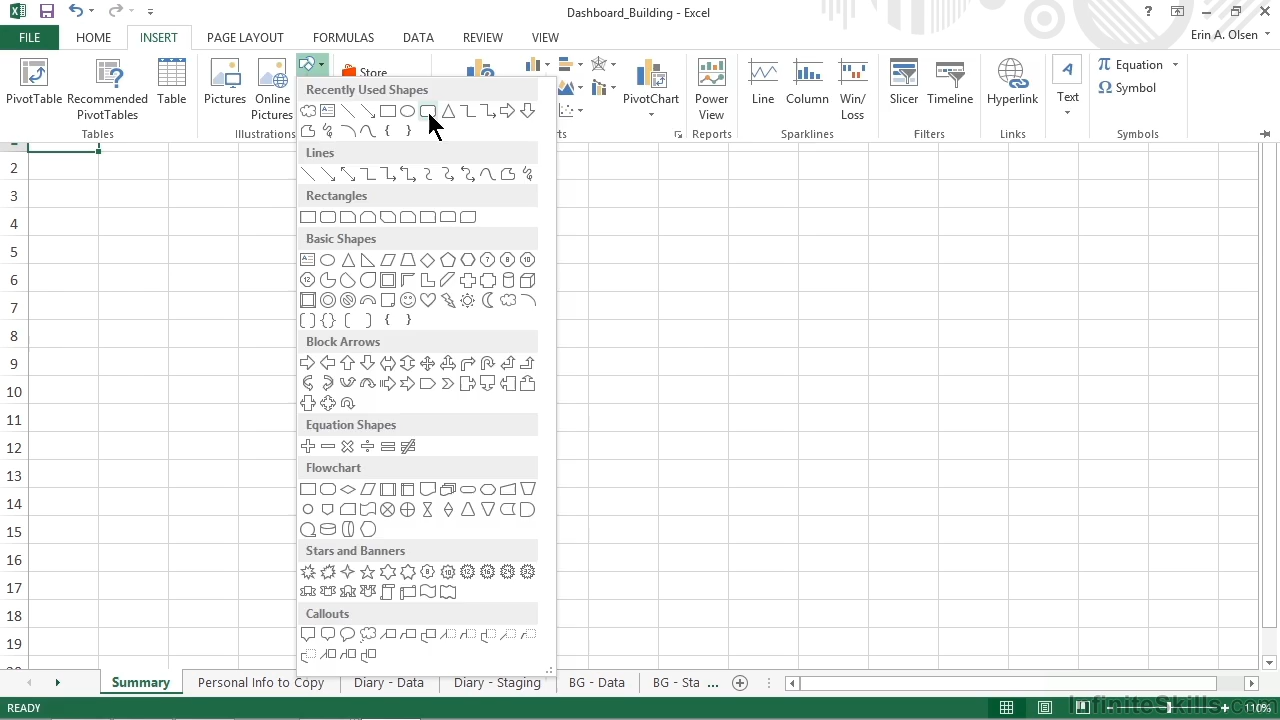 Dashboard_Building - Excel
?
FILE HOME INSERT PAGE LAYOUT FORMULAS DATA REVIEW VIEW Erin A. Olsen
PivotTable Recommended PivotTables Table
Tables
Pictures Online Pictures
Illustrations
Store
PivotChart
Power View
Reports
Line Column Win/Loss
Sparklines
Slicer Timeline
Filters
Links
Text
Equation
Symbol
Symbols
Recently Used Shapes
Lines
Rectangles
Basic Shapes
Block Arrows
Equation Shapes
Flowchart
Stars and Banners
Callouts
2
3
4
5
6
7
8
9
10
11
12
13
14
15
16
17
18
19
Summary Personal Info to Copy Diary - Data Diary - Staging BG - Data BG - Sta ...
READY 110%
InfiniteSkills.com